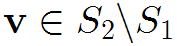 𝐯 ∈ S₂\S₁